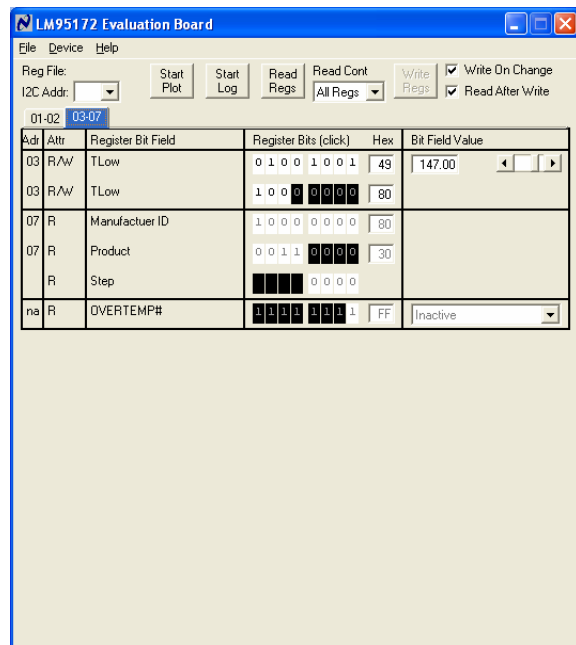 LM95172 Evaluation Board
File Device Help
Reg File:
I2C Addr:
Start Plot
Start Log
Read Regs
Read Cont
All Regs
Write Regs
Write On Change
Read After Write
01-02 03-07
Adr Attr Register Bit Field Register Bits (click) Hex Bit Field Value
03 R/W TLow 0 1 0 0 1 0 0 1 49 147.00
03 R/W TLow 1 0 0 0 0 0 0 0 80
07 R Manufactuer ID 1 0 0 0 0 0 0 0 80
07 R Product 0 0 1 1 0 0 0 0 30
R Step 0 0 0 0
na R OVERTEMP# 1 1 1 1 1 1 1 1 FF Inactive